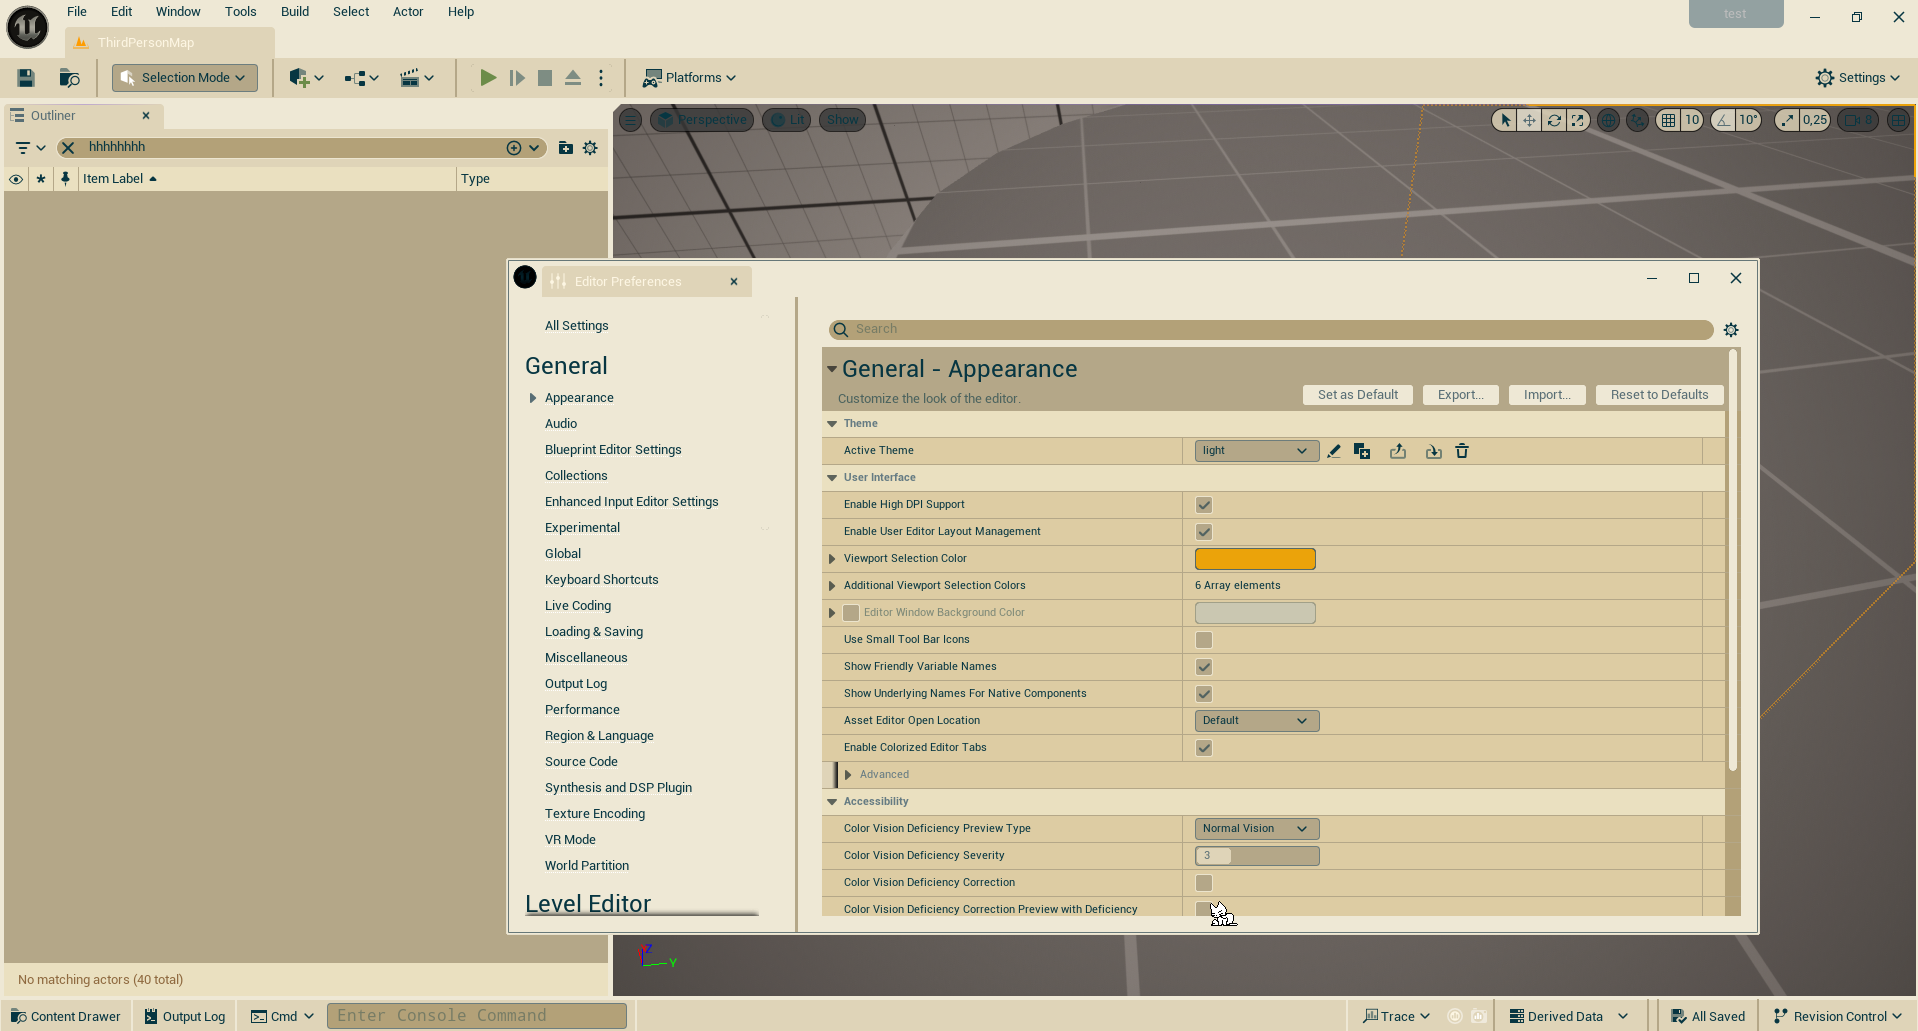 File Edit Window Tools Build Select Actor Help
test
ThirdPersonMap
Selection Mode
Platforms
Settings
Outliner
hhhhhhhh
Item Label
Type
Perspective
Lit
Show
10
10°
0,25
8
Editor Preferences
All Settings
General
Appearance
Audio
Blueprint Editor Settings
Collections
Enhanced Input Editor Settings
Experimental
Global
Keyboard Shortcuts
Live Coding
Loading & Saving
Miscellaneous
Output Log
Performance
Region & Language
Source Code
Synthesis and DSP Plugin
Texture Encoding
VR Mode
World Partition
Level Editor
Search
General - Appearance
Customize the look of the editor.
Set as Default
Export...
Import...
Reset to Defaults
Theme
Active Theme
light
User Interface
Enable High DPI Support
Enable User Editor Layout Management
Viewport Selection Color
Additional Viewport Selection Colors
6 Array elements
Editor Window Background Color
Use Small Tool Bar Icons
Show Friendly Variable Names
Show Underlying Names For Native Components
Asset Editor Open Location
Default
Enable Colorized Editor Tabs
Advanced
Accessibility
Color Vision Deficiency Preview Type
Normal Vision
Color Vision Deficiency Severity
3
Color Vision Deficiency Correction
Color Vision Deficiency Correction Preview with Deficiency
Z
Y
No matching actors (40 total)
Content Drawer
Output Log
Cmd
Enter Console Command
Trace
Derived Data
All Saved
Revision Control